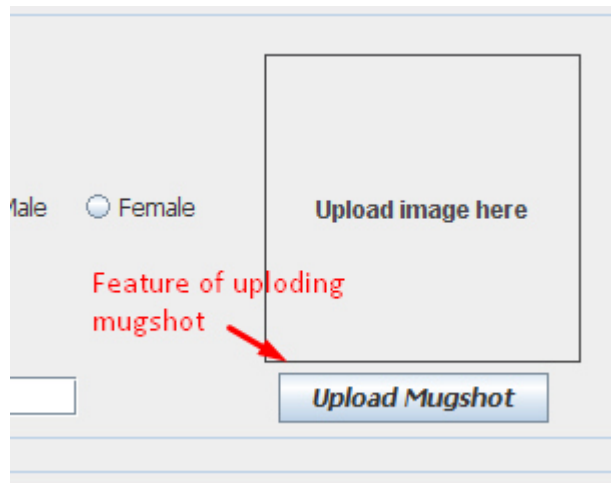 Male
Female
Upload image here
Feature of uploding
mugshot
Upload Mugshot